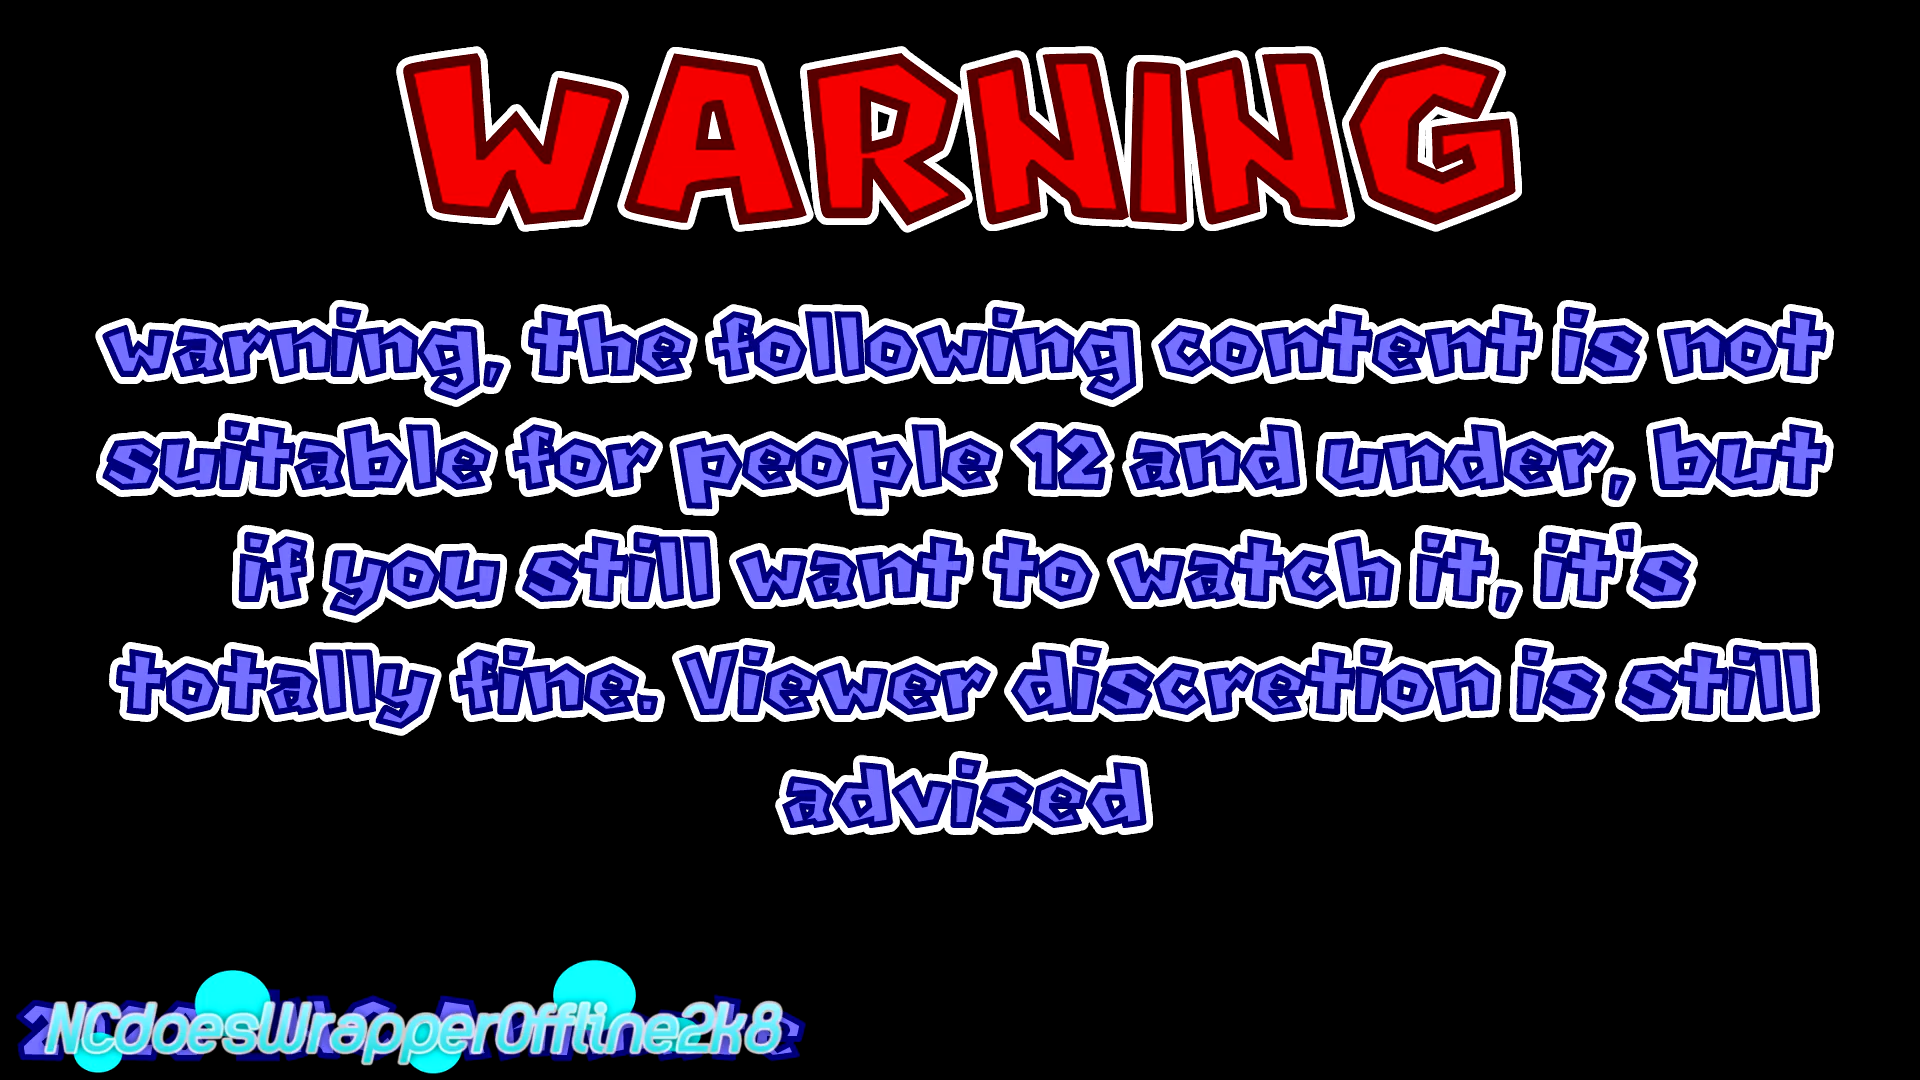 WARNING
warning, the following content is not
suitable for people 12 and under, but
if you still want to watch it, it's
totally fine. Viewer discretion is still
advised
NCdoesWrapperOffline2k8